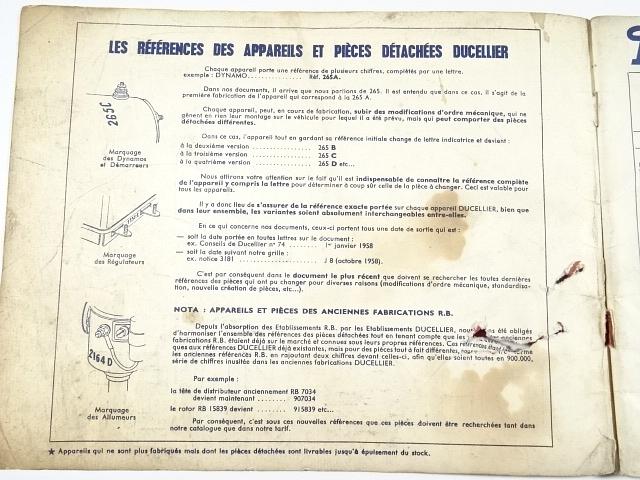 LES RÉFÉRENCES DES APPAREILS ET PIÈCES DÉTACHÉES DUCELLIER
Chaque appareil porte une référence de plusieurs chiffres, complétés par une lettre.
exemple : DYNAMO.................. Réf. 265A.
Dans nos documents, il arrive que nous parlions de 265. Il est entendu que dans ce cas, il s'agit de la
première fabrication de l'appareil qui correspond à la 265 A.
Chaque appareil, peut, en cours de fabrication, subir des modifications d'ordre mécanique, qui ne
gênent en rien leur montage sur le véhicule pour lequel il a été prévu, mais qui peut comporter des pièces
détachées différentes.
Dans ce cas, l'appareil tout en gardant sa référence initiale change de lettre indicatrice et devient :
à la deuxième version .................. 265 B
à la troisième version .................. 265 C
à la quatrième version .................. 265 D etc...
Nous attirons votre attention sur le fait qu'il est indispensable de connaître la référence complète
de l'appareil y compris la lettre pour déterminer à coup sûr celle de la pièce à changer. Ceci est valable pour
tous les appareils.
Il y a donc lieu de s'assurer de la référence exacte portée sur chaque appareil DUCELLIER, bien que
dans leur ensemble, les variantes soient absolument interchangeables entre-elles.
En ce qui concerne nos documents, ceux-ci portent tous une date de sortie qui est :
— soit la date portée en toutes lettres sur le document :
ex. Conseils de Ducellier n° 74 ......... 1er janvier 1958
— soit la date suivant notre grille :
ex. notice 3181 .................. J 8 (octobre 1958).
C'est par conséquent dans le document le plus récent que doivent se rechercher les toutes dernières
références des pièces qui ont pu changer pour diverses raisons (modifications d'ordre mécanique, standardisa-
tion, nouvelle création de pièces, etc...).
NOTA : APPAREILS ET PIÈCES DES ANCIENNES FABRICATIONS R.B.
Depuis l'absorption des Etablissements R.B. par les Etablissements DUCELLIER, nous été obligés
d'harmoniser l'ensemble des références des pièces détachées tout en tenant compte que les anciennes
fabrications R.B. étaient déjà sur le marché et connues sous leurs propres références. Ces références
ques aux références DUCELLIER déjà existantes, mais pour des pièces tout à fait différentes,
les anciennes références R.B. en rajoutant deux chiffres devant celles-ci, afin qu'elles soient toutes en 900.000,
série de chiffres inusitée dans les anciennes fabrications DUCELLIER.
Par exemple :
la tête de distributeur anciennement RB 7034
devient maintenant ........ 907034
le rotor RB 15839 devient ........ 915839 etc...
Par conséquent, c'est sous ces nouvelles références que ces pièces doivent être recherchées tant dans
notre catalogue que dans notre tarif.
265C
Marquage
des Dynamos
et Démarreurs
Marquage
des Régulateurs
2164 D
Marquage
des Allumeurs
★ Appareils qui ne sont plus fabriqués mais dont les pièces détachées sont livrables jusqu'à épuisement du stock.